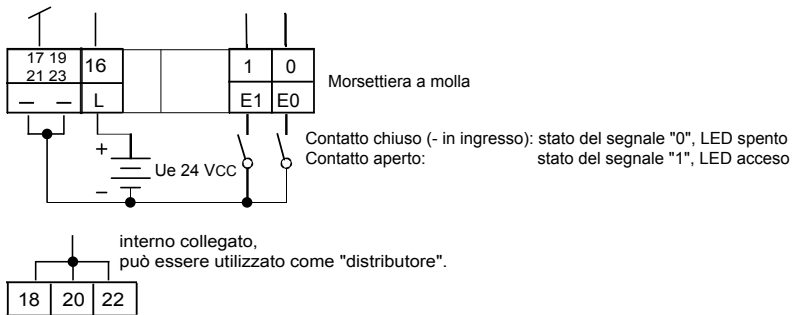 17 19
21 23
16
1
0
Morsettiera a molla
– –
L
E1
E0
Contatto chiuso (- in ingresso): stato del segnale "0", LED spento
+
Ue 24 VCC
Contatto aperto: stato del segnale "1", LED acceso
–
interno collegato,
può essere utilizzato come "distributore".
18
20
22